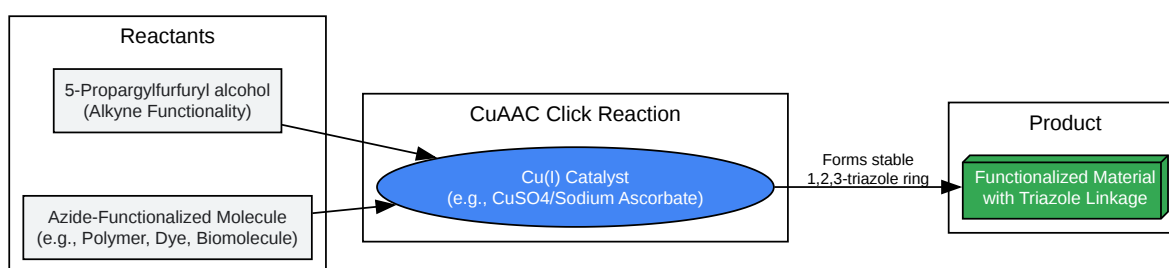 Reactants
5-Propargylfurfuryl alcohol
(Alkyne Functionality)
Azide-Functionalized Molecule
(e.g., Polymer, Dye, Biomolecule)
CuAAC Click Reaction
Cu(I) Catalyst
(e.g., CuSO4/Sodium Ascorbate)
Forms stable
1,2,3-triazole ring
Product
Functionalized Material
with Triazole Linkage